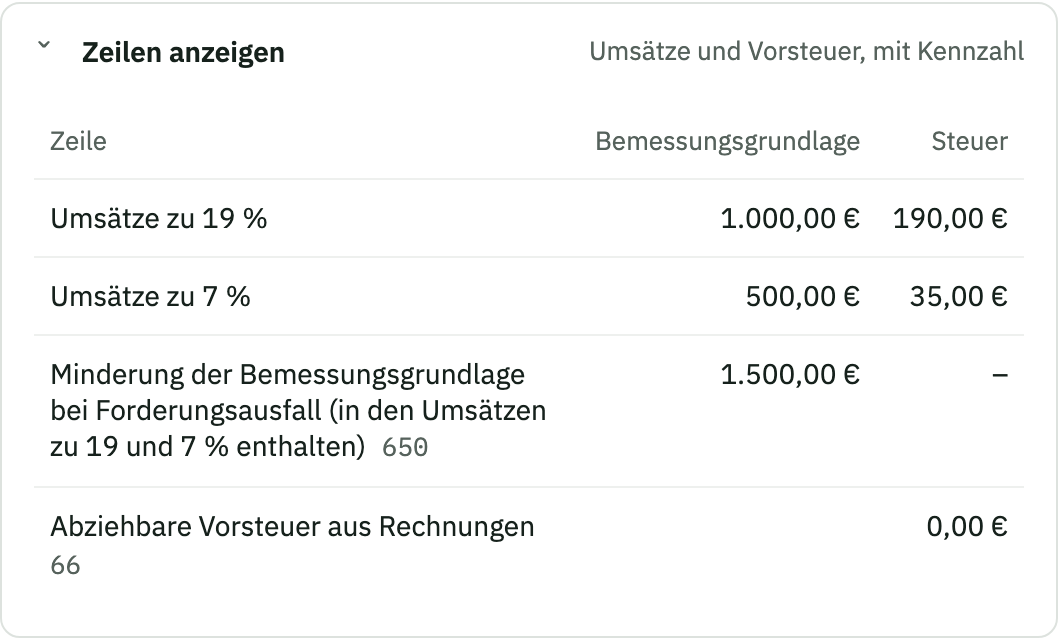 Zeilen anzeigen Umsätze und Vorsteuer, mit Kennzahl
Zeile Bemessungsgrundlage Steuer
Umsätze zu 19 % 1.000,00 € 190,00 €
Umsätze zu 7 % 500,00 € 35,00 €
Minderung der Bemessungsgrundlage 1.500,00 € –
bei Forderungsausfall (in den Umsätzen
zu 19 und 7 % enthalten) 650
Abziehbare Vorsteuer aus Rechnungen 0,00 €
66